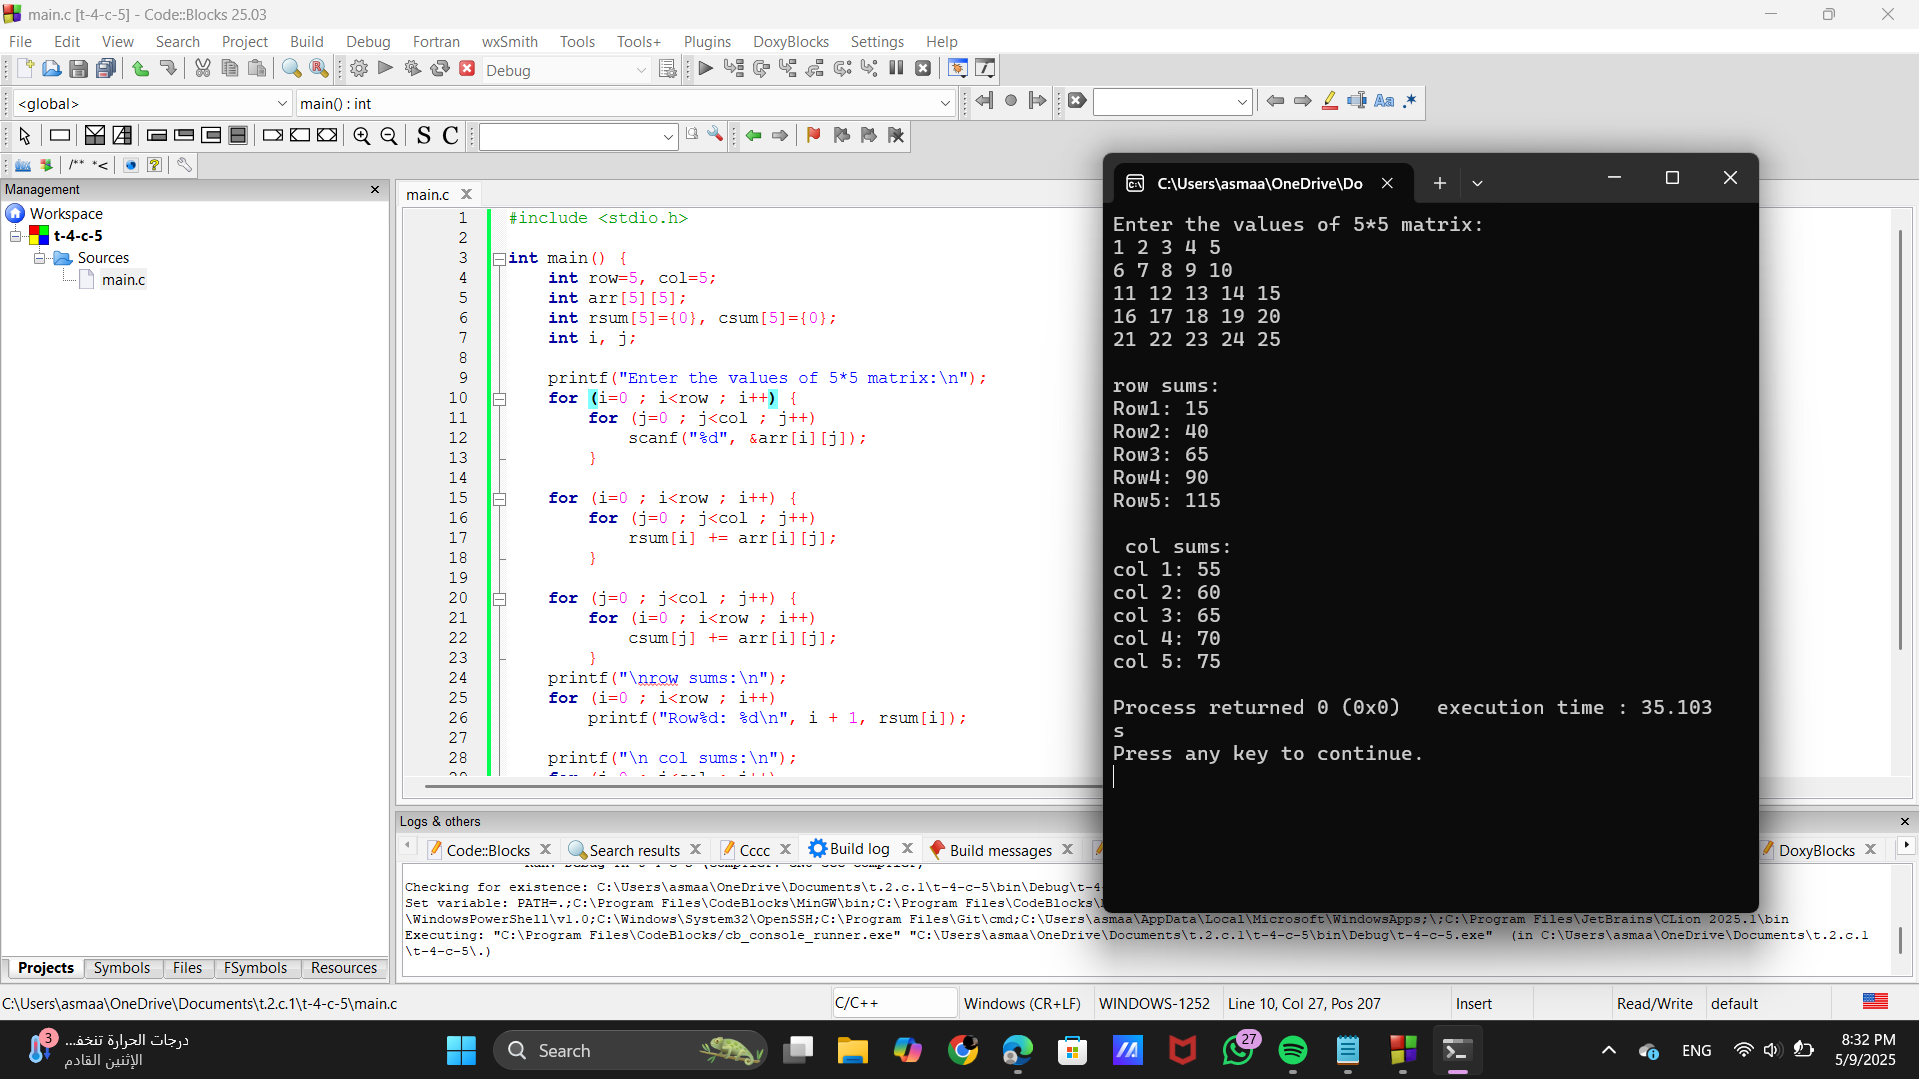 main.c [t-4-c-5] - Code::Blocks 25.03
File Edit View Search Project Build Debug Fortran wxSmith Tools Tools+ Plugins DoxyBlocks Settings Help
Debug
<global> main() : int
S C
/** *<
Management
Workspace
t-4-c-5
Sources
main.c
main.c
1 #include <stdio.h>
2
3 int main() {
4 int row=5, col=5;
5 int arr[5][5];
6 int rsum[5]={0}, csum[5]={0};
7 int i, j;
8
9 printf("Enter the values of 5*5 matrix:\n");
10 for (i=0 ; i<row ; i++) {
11 for (j=0 ; j<col ; j++)
12 scanf("%d", &arr[i][j]);
13 }
14
15 for (i=0 ; i<row ; i++) {
16 for (j=0 ; j<col ; j++)
17 rsum[i] += arr[i][j];
18 }
19
20 for (j=0 ; j<col ; j++) {
21 for (i=0 ; i<row ; i++)
22 csum[j] += arr[i][j];
23 }
24 printf("\nrow sums:\n");
25 for (i=0 ; i<row ; i++)
26 printf("Row%d: %d\n", i + 1, rsum[i]);
27
28 printf("\n col sums:\n");
C:\Users\asmaa\OneDrive\Do
Enter the values of 5*5 matrix:
1 2 3 4 5
6 7 8 9 10
11 12 13 14 15
16 17 18 19 20
21 22 23 24 25
row sums:
Row1: 15
Row2: 40
Row3: 65
Row4: 90
Row5: 115
col sums:
col 1: 55
col 2: 60
col 3: 65
col 4: 70
col 5: 75
Process returned 0 (0x0) execution time : 35.103
s
Press any key to continue.
Logs & others
Code::Blocks Search results Cccc Build log Build messages DoxyBlocks
Checking for existence: C:\Users\asmaa\OneDrive\Documents\t.2.c.1\t-4-c-5\bin\Debug\t-4-
Set variable: PATH=.;C:\Program Files\CodeBlocks\MinGW\bin;C:\Program Files\CodeBlocks\
\WindowsPowerShell\v1.0;C:\Windows\System32\OpenSSH;C:\Program Files\Git\cmd;C:\Users\asmaa\AppData\Local\Microsoft\WindowsApps;\;C:\Program Files\JetBrains\CLion 2025.1\bin
Executing: "C:\Program Files\CodeBlocks/cb_console_runner.exe" "C:\Users\asmaa\OneDrive\Documents\t.2.c.1\t-4-c-5\bin\Debug\t-4-c-5.exe" (in C:\Users\asmaa\OneDrive\Documents\t.2.c.1
\t-4-c-5\.)
Projects Symbols Files FSymbols Resources
C:\Users\asmaa\OneDrive\Documents\t.2.c.1\t-4-c-5\main.c C/C++ Windows (CR+LF) WINDOWS-1252 Line 10, Col 27, Pos 207 Insert Read/Write default
3 درجات الحرارة تنخف...
الإثنين القادم
Search
27
ENG
8:32 PM
5/9/2025